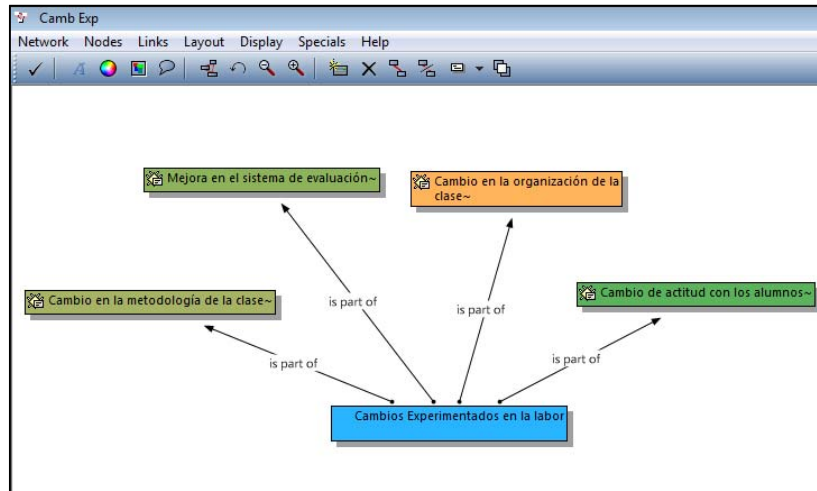 Camb Exp
Network Nodes Links Layout Display Specials Help
Mejora en el sistema de evaluación~
Cambio en la organización de la
clase~
Cambio en la metodología de la clase~
Cambio de actitud con los alumnos~
is part of
is part of
is part of
is part of
Cambios Experimentados en la labor